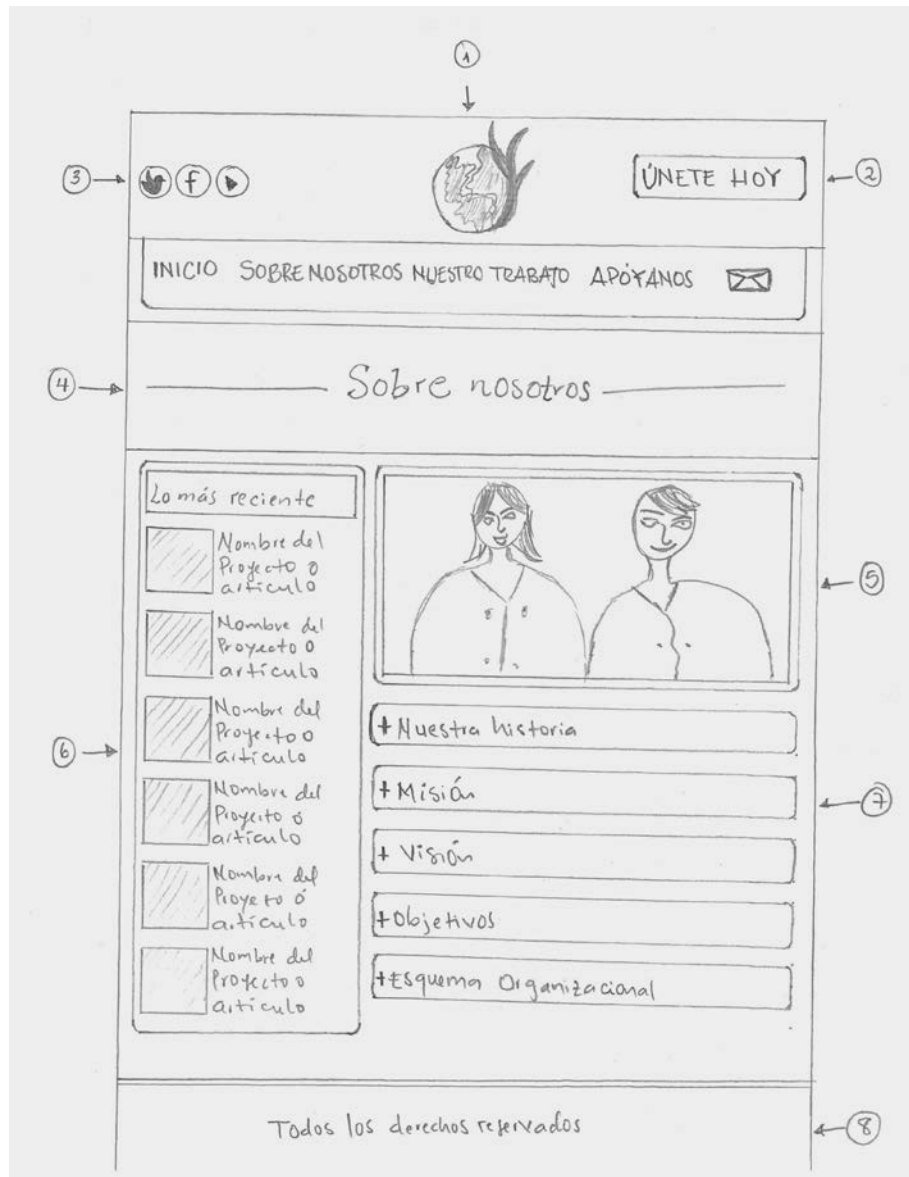 1
3
f
ÚNETE HOY
2
INICIO SOBRE NOSOTROS NUESTRO TRABAJO APÓYANOS
4
Sobre nosotros
Lo más reciente
Nombre del
Proyecto o
artículo
Nombre del
Proyecto o
artículo
Nombre del
Proyecto o
artículo
Nombre del
Proyecto ó
artículo
Nombre del
Proyecto ó
artículo
Nombre del
Proyecto o
artículo
6
5
+Nuestra historia
+Misión
7
+ Visión
+Objetivos
+Esquema Organizacional
Todos los derechos reservados
8